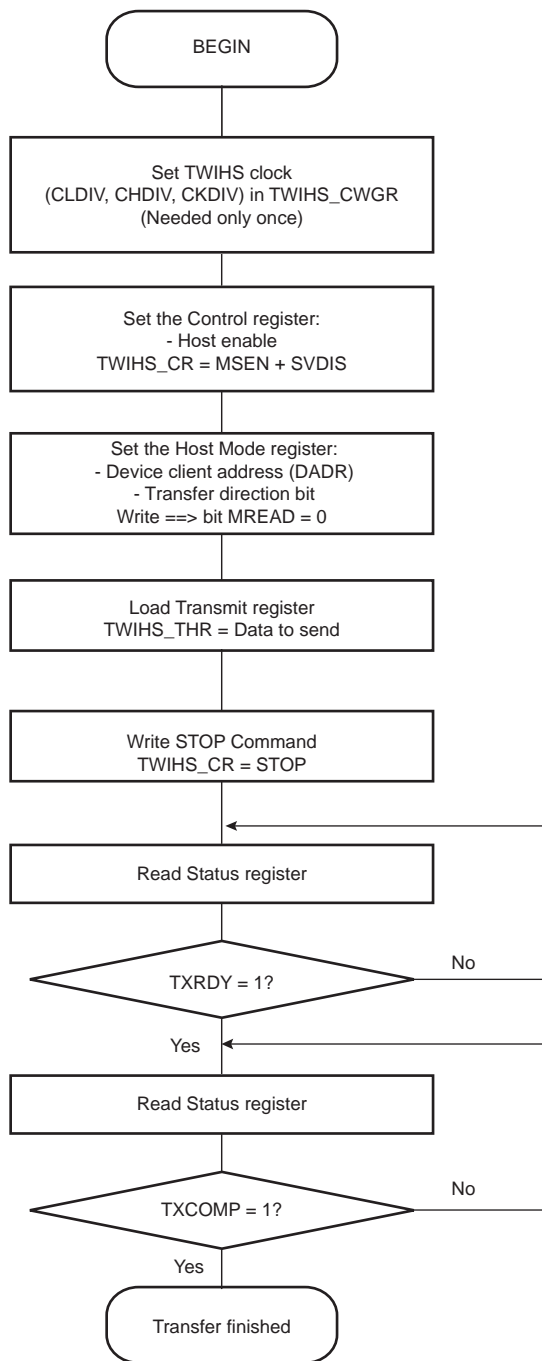 BEGIN
Set TWIHS clock
(CLDIV, CHDIV, CKDIV) in TWIHS_CWGR
(Needed only once)
Set the Control register:
- Host enable
TWIHS_CR = MSEN + SVDIS
Set the Host Mode register:
- Device client address (DADR)
- Transfer direction bit
Write ==> bit MREAD = 0
Load Transmit register
TWIHS_THR = Data to send
Write STOP Command
TWIHS_CR = STOP
Read Status register
TXRDY = 1?
No
Yes
Read Status register
TXCOMP = 1?
No
Yes
Transfer finished